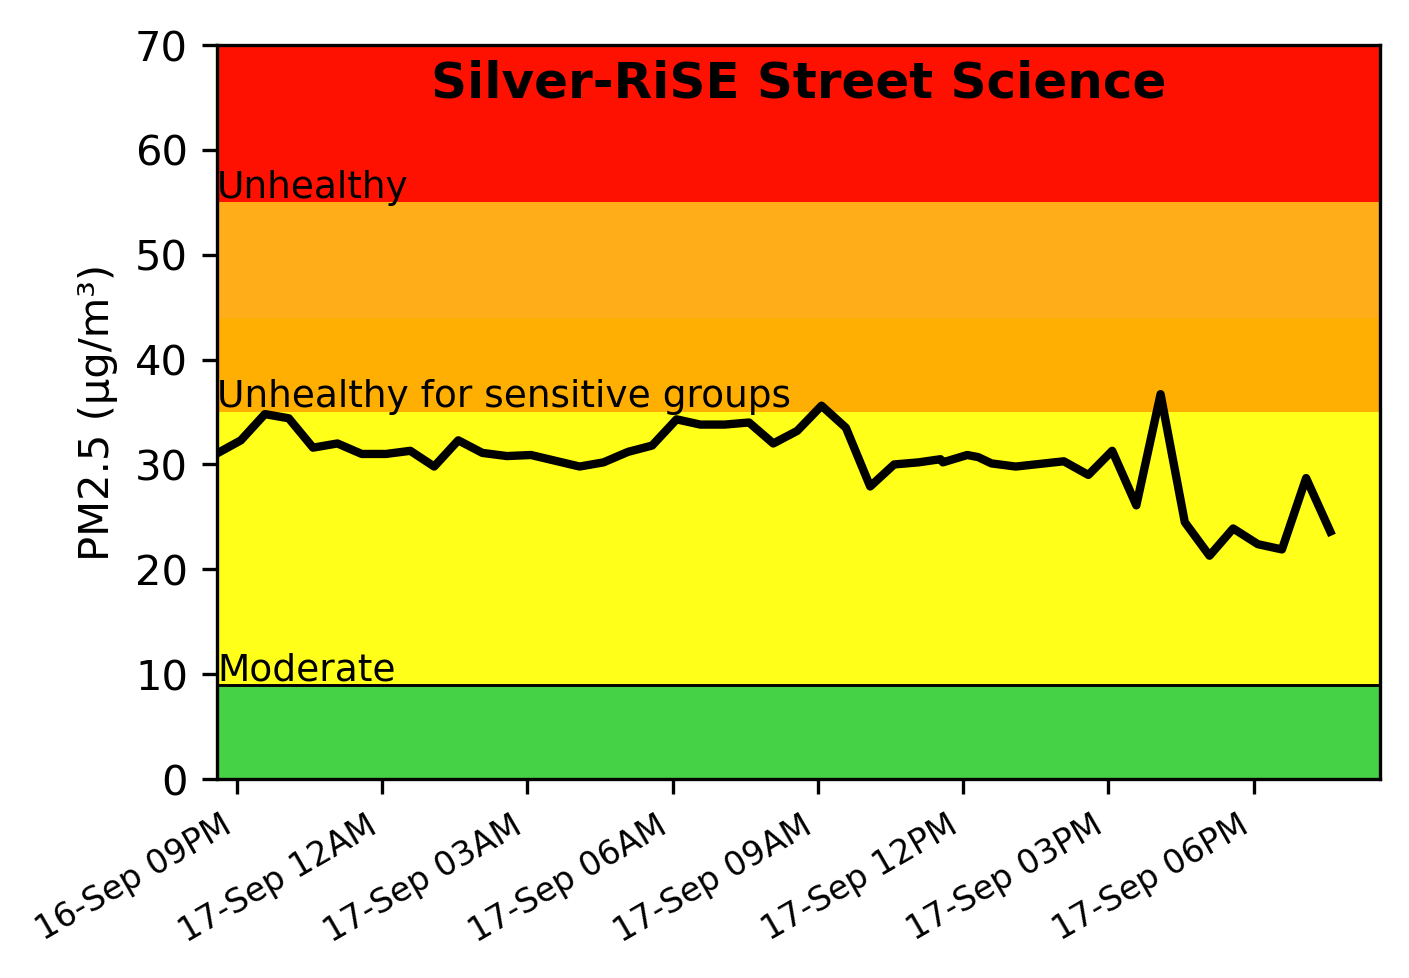 Silver-RiSE Street Science
PM2.5 (µg/m³)
70
60
Unhealthy
50
40
Unhealthy for sensitive groups
30
20
10
Moderate
0
16-Sep 09PM
17-Sep 12AM
17-Sep 03AM
17-Sep 06AM
17-Sep 09AM
17-Sep 12PM
17-Sep 03PM
17-Sep 06PM